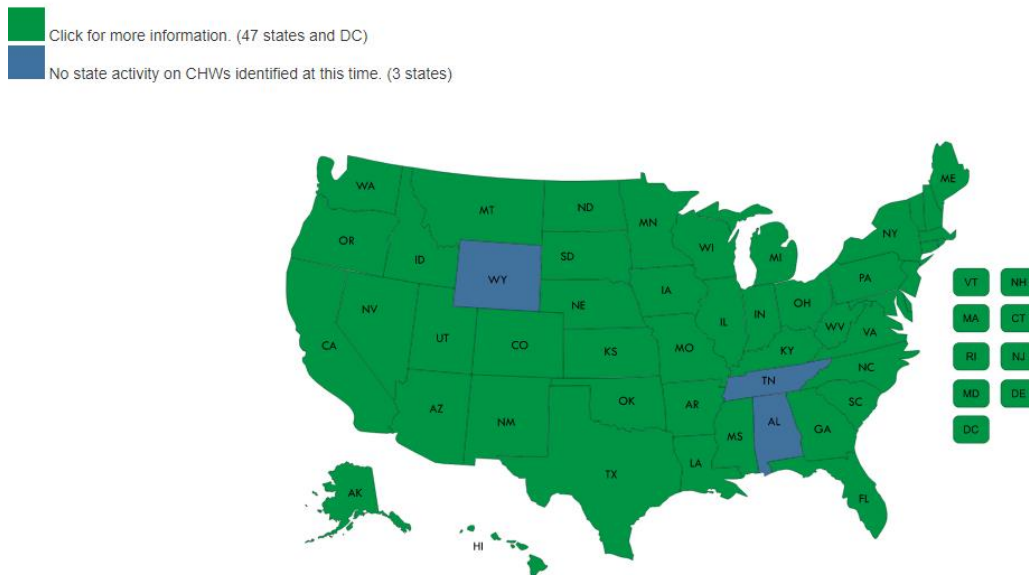 Click for more information. (47 states and DC)
No state activity on CHWs identified at this time. (3 states)
WA
MT
ND
MN
ME
OR
ID
WY
SD
WI
MI
NY
NV
UT
CO
NE
IA
IL
IN
OH
PA
VT
NH
CA
KS
MO
KY
WV
VA
MA
CT
AZ
NM
OK
AR
TN
NC
RI
NJ
TX
LA
MS
AL
GA
SC
MD
DE
DC
FL
AK
HI